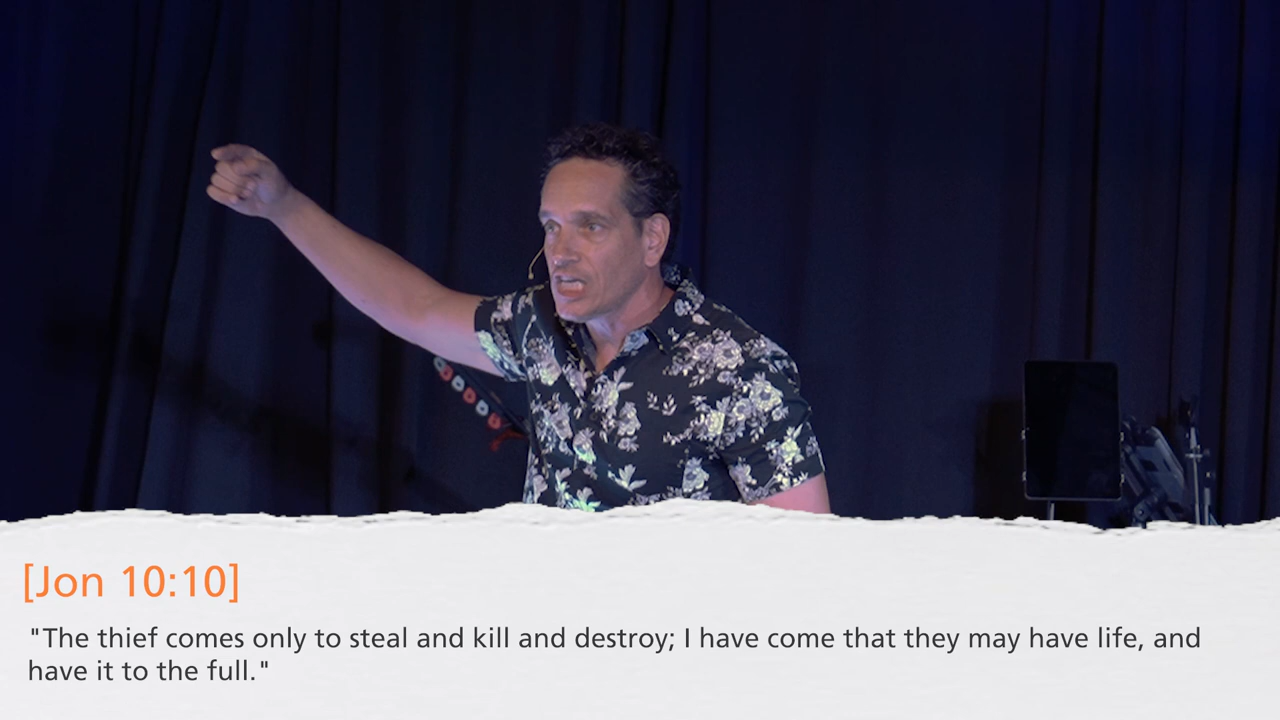 [Jon 10:10]
"The thief comes only to steal and kill and destroy; I have come that they may have life, and
have it to the full."